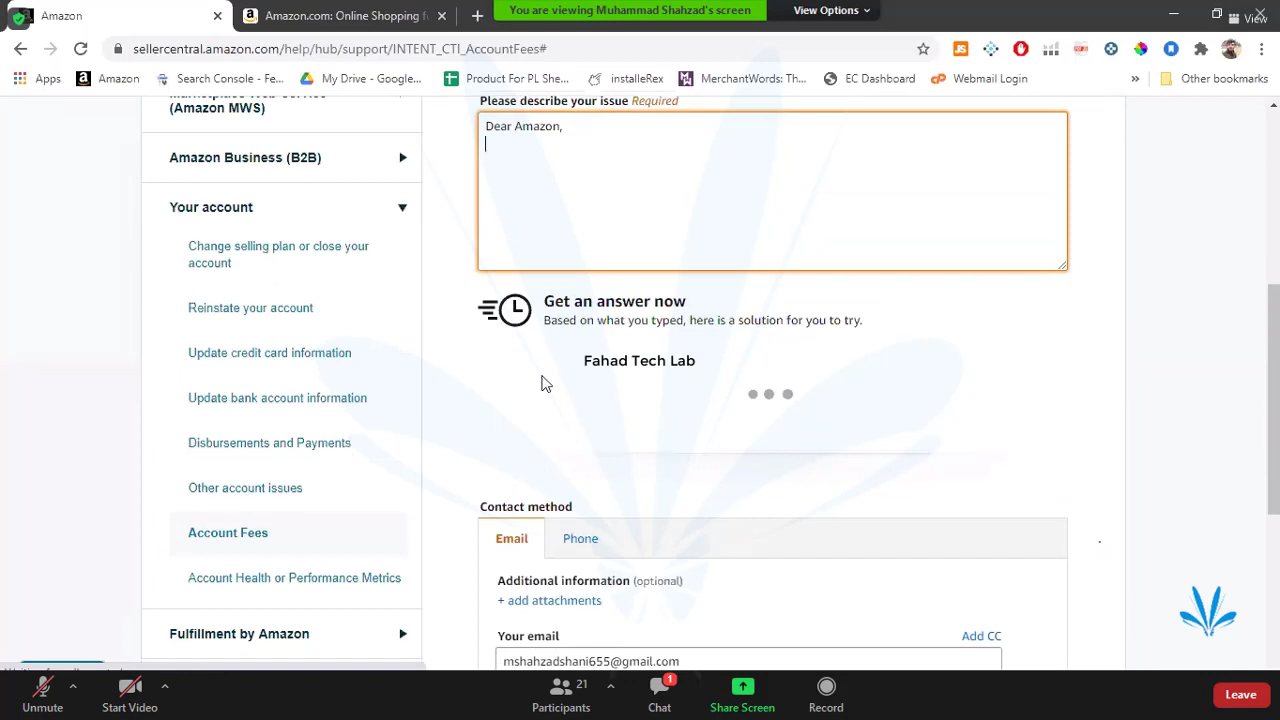 You are viewing Muhammad Shahzad's screen
View Options
Amazon
Amazon.com: Online Shopping f
View
sellercentral.amazon.com/help/hub/support/INTENT_CTI_AccountFees#
Apps
Amazon
Search Console - Fe...
My Drive - Google...
Product For PL She...
installeRex
MerchantWords: Th...
EC Dashboard
Webmail Login
Other bookmarks
(Amazon MWS)
Amazon Business (B2B)
Your account
Change selling plan or close your
account
Reinstate your account
Update credit card information
Update bank account information
Disbursements and Payments
Other account issues
Account Fees
Account Health or Performance Metrics
Fulfillment by Amazon
Please describe your issue Required
Dear Amazon,
Get an answer now
Based on what you typed, here is a solution for you to try.
Fahad Tech Lab
Contact method
Email
Phone
Additional information (optional)
+ add attachments
Your email
Add CC
mshahzadshani655@gmail.com
Unmute
Start Video
21
Participants
1
Chat
Share Screen
Record
Leave